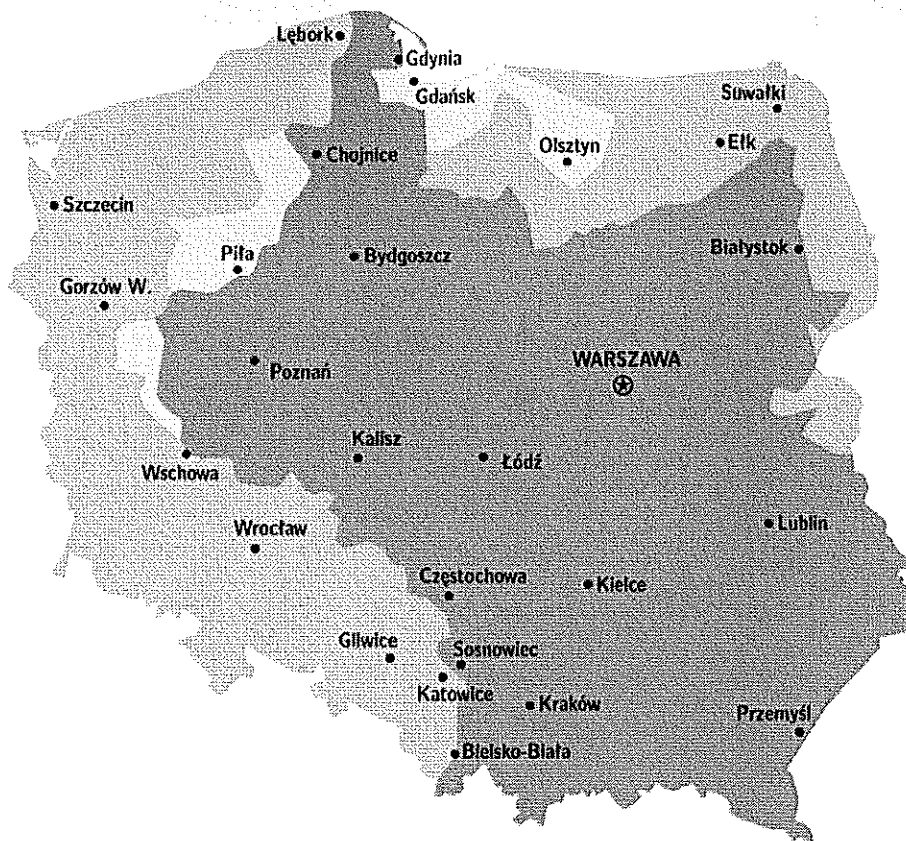 Lębork
Gdynia
Gdańsk
Suwałki
Ełk
Olsztyn
Chojnice
Szczecin
Białystok
Piła
Bydgoszcz
Gorzów W.
WARSZAWA
Poznań
Kalisz
Łódź
Wschowa
Lublin
Wrocław
Częstochowa
Kielce
Gliwice
Sosnowiec
Katowice
Kraków
Przemyśl
Bielsko-Biała